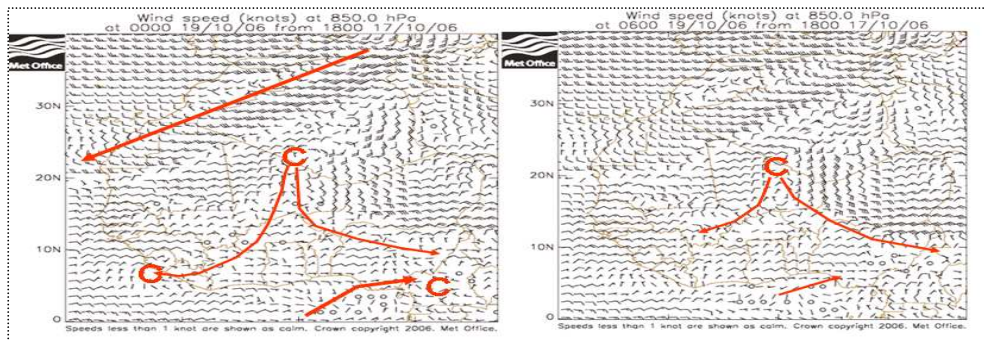 Wind speed (knots) at 850.0 hPa
at 0000 19/10/06 from 1800 17/10/06
Met Office
30N
20N
10N
0
C
C
C
Speeds less than 1 knot are shown as calm. Crown copyright 2006. Met Office.
Wind speed (knots) at 850.0 hPa
at 0600 19/10/06 from 1800 17/10/06
Met Office
30N
20N
10N
0
C
Speeds less than 1 knot are shown as calm. Crown copyright 2006. Met Office.